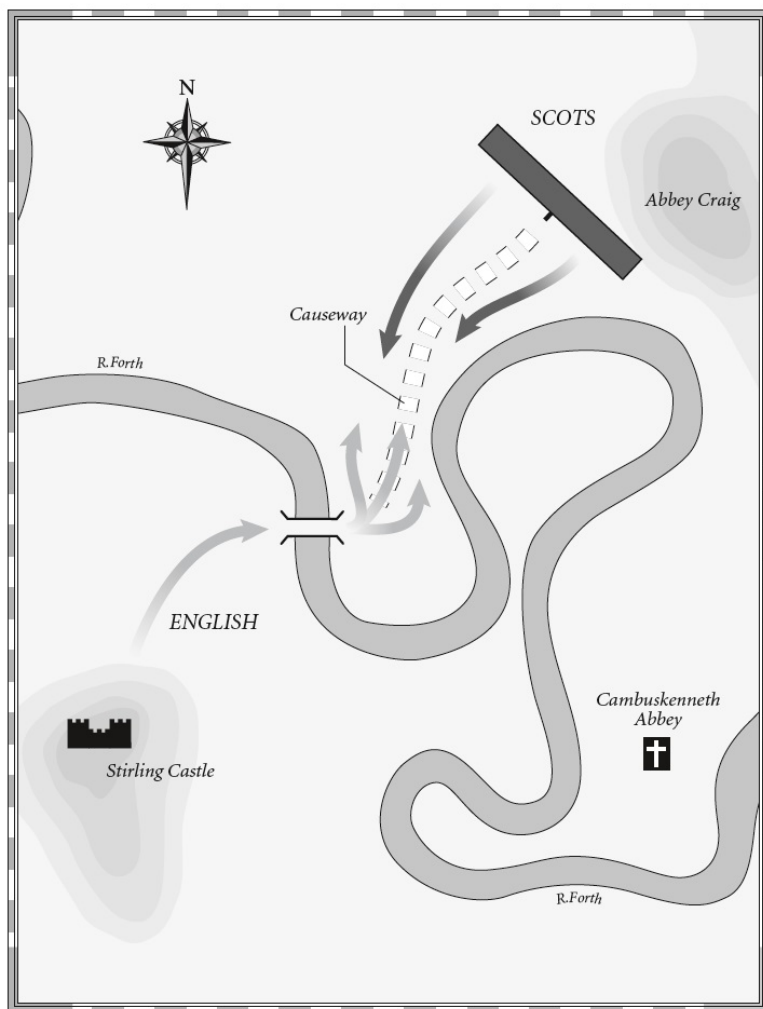 N
SCOTS
Abbey Craig
Causeway
R.Forth
ENGLISH
Cambuskenneth
Abbey
Stirling Castle
R.Forth